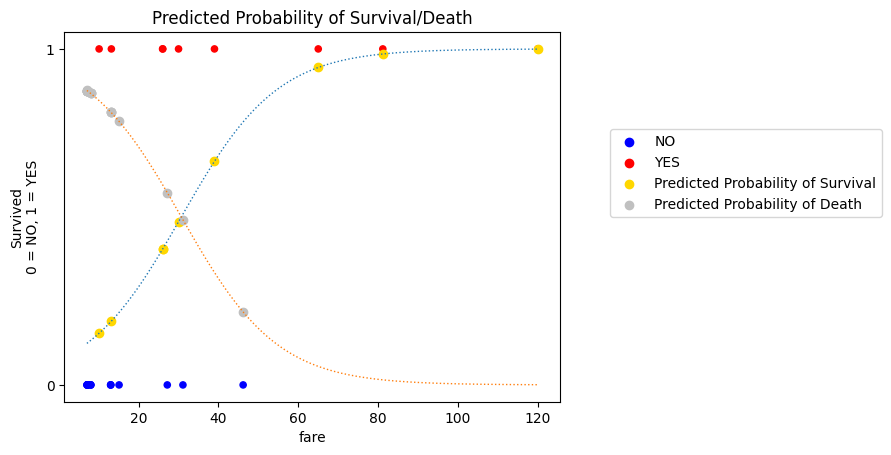 Predicted Probability of Survival/Death
1
0
Survived
0 = NO, 1 = YES
20 40 60 80 100 120
fare
NO
YES
Predicted Probability of Survival
Predicted Probability of Death